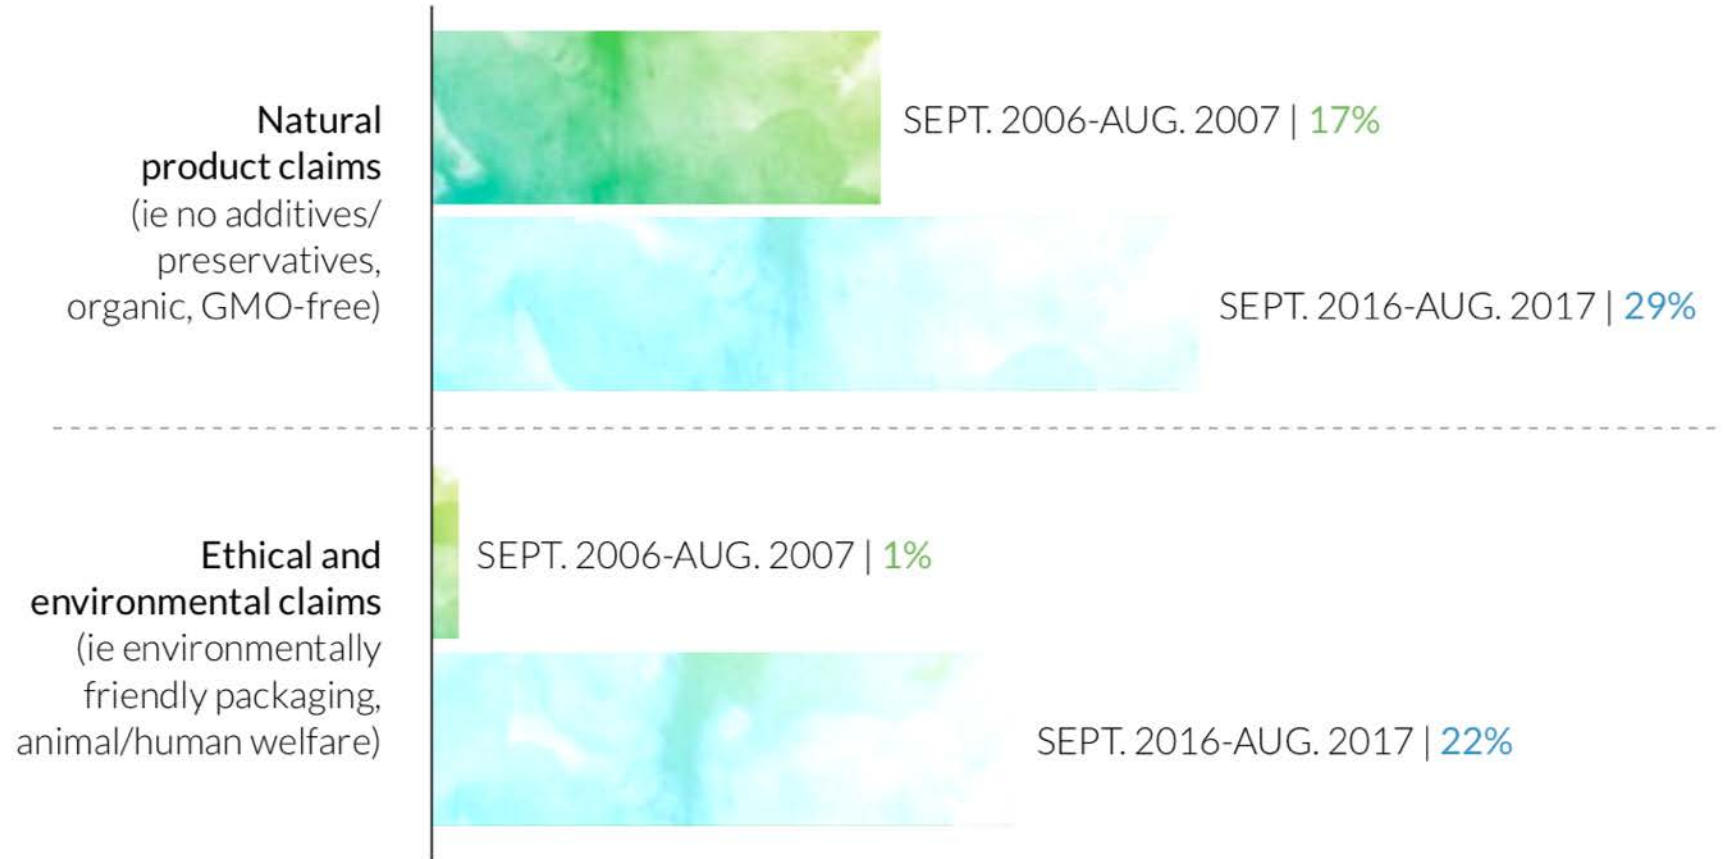 Natural
product claims
(ie no additives/
preservatives,
organic, GMO-free)
SEPT. 2006-AUG. 2007 | 17%
SEPT. 2016-AUG. 2017 | 29%
Ethical and
environmental claims
(ie environmentally
friendly packaging,
animal/human welfare)
SEPT. 2006-AUG. 2007 | 1%
SEPT. 2016-AUG. 2017 | 22%